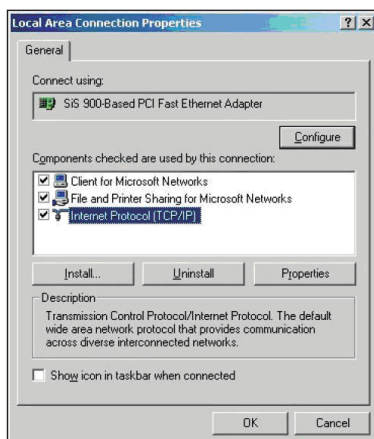 Local Area Connection Properties
General
Connect using:
SiS 900-Based PCI Fast Ethernet Adapter
Configure
Components checked are used by this connection:
Client for Microsoft Networks
File and Printer Sharing for Microsoft Networks
Internet Protocol (TCP/IP)
Install... Uninstall Properties
Description
Transmission Control Protocol/Internet Protocol. The default
wide area network protocol that provides communication
across diverse interconnected networks.
Show icon in taskbar when connected
OK Cancel